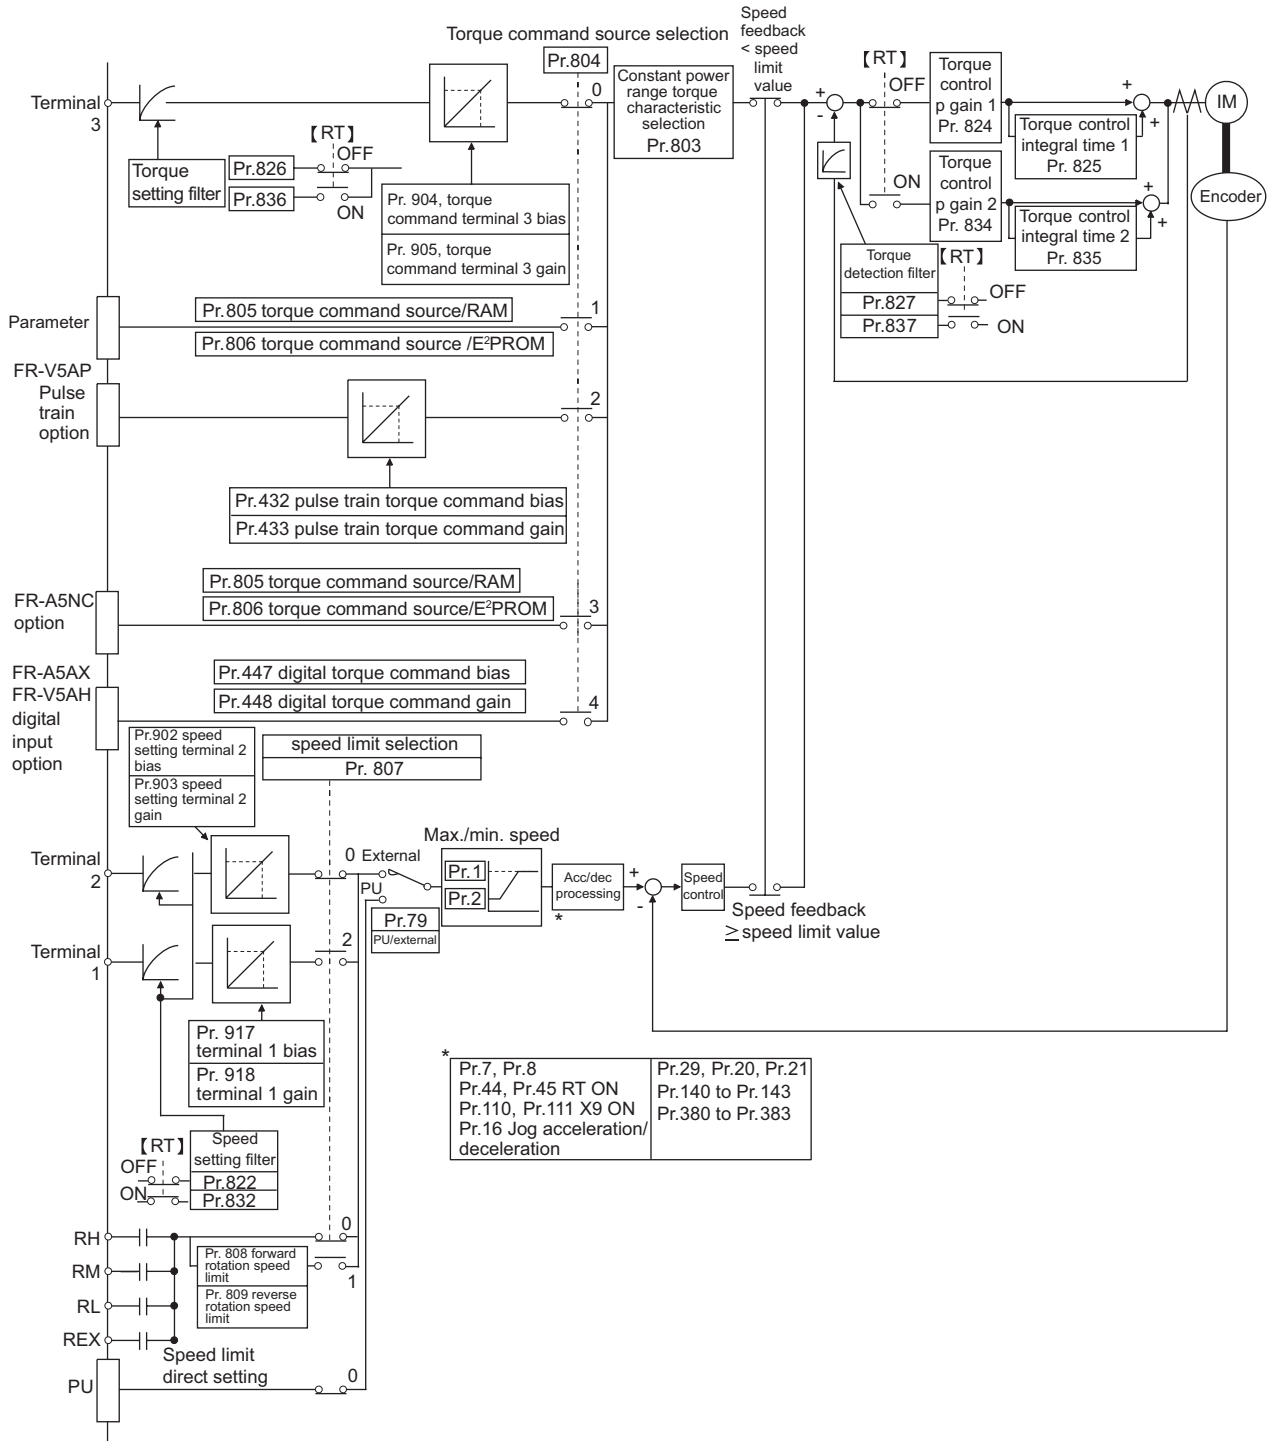 Torque command source selection
Pr.804
Speed
feedback
< speed
limit
value
Terminal
3
0
Constant power
range torque
characteristic
selection
Pr.803
+
-
【RT】
OFF
ON
Torque
control
p gain 1
Pr. 824
+
+
Torque control
integral time 1
Pr. 825
IM
Encoder
Torque
control
p gain 2
Pr. 834
+
+
Torque control
integral time 2
Pr. 835
Torque
setting filter
【RT】
Pr.826
OFF
Pr.836
ON
Pr. 904, torque
command terminal 3 bias
Pr. 905, torque
command terminal 3 gain
Torque
detection filter
Pr.827
Pr.837
【RT】
OFF
ON
Parameter
Pr.805 torque command source/RAM
1
Pr.806 torque command source /E²PROM
FR-V5AP
Pulse
train
option
2
Pr.432 pulse train torque command bias
Pr.433 pulse train torque command gain
FR-A5NC
option
Pr.805 torque command source/RAM
Pr.806 torque command source/E²PROM
3
FR-A5AX
FR-V5AH
digital
input
option
Pr.447 digital torque command bias
Pr.448 digital torque command gain
4
Pr.902 speed
setting terminal 2
bias
Pr.903 speed
setting terminal 2
gain
speed limit selection
Pr. 807
Terminal
2
0
External
PU
Pr.79
PU/external
Max./min. speed
Pr.1
Pr.2
Acc/dec
processing
*
+
-
Speed
control
Speed feedback
≥ speed limit value
Terminal
1
2
Pr. 917
terminal 1 bias
Pr. 918
terminal 1 gain
*
Pr.7, Pr.8
Pr.44, Pr.45 RT ON
Pr.110, Pr.111 X9 ON
Pr.16 Jog acceleration/
deceleration
Pr.29, Pr.20, Pr.21
Pr.140 to Pr.143
Pr.380 to Pr.383
【RT】
OFF
ON
Speed
setting filter
Pr.822
Pr.832
RH
0
RM
Pr. 808 forward
rotation speed
limit
1
RL
Pr. 809 reverse
rotation speed
limit
REX
Speed limit
direct setting
PU
0